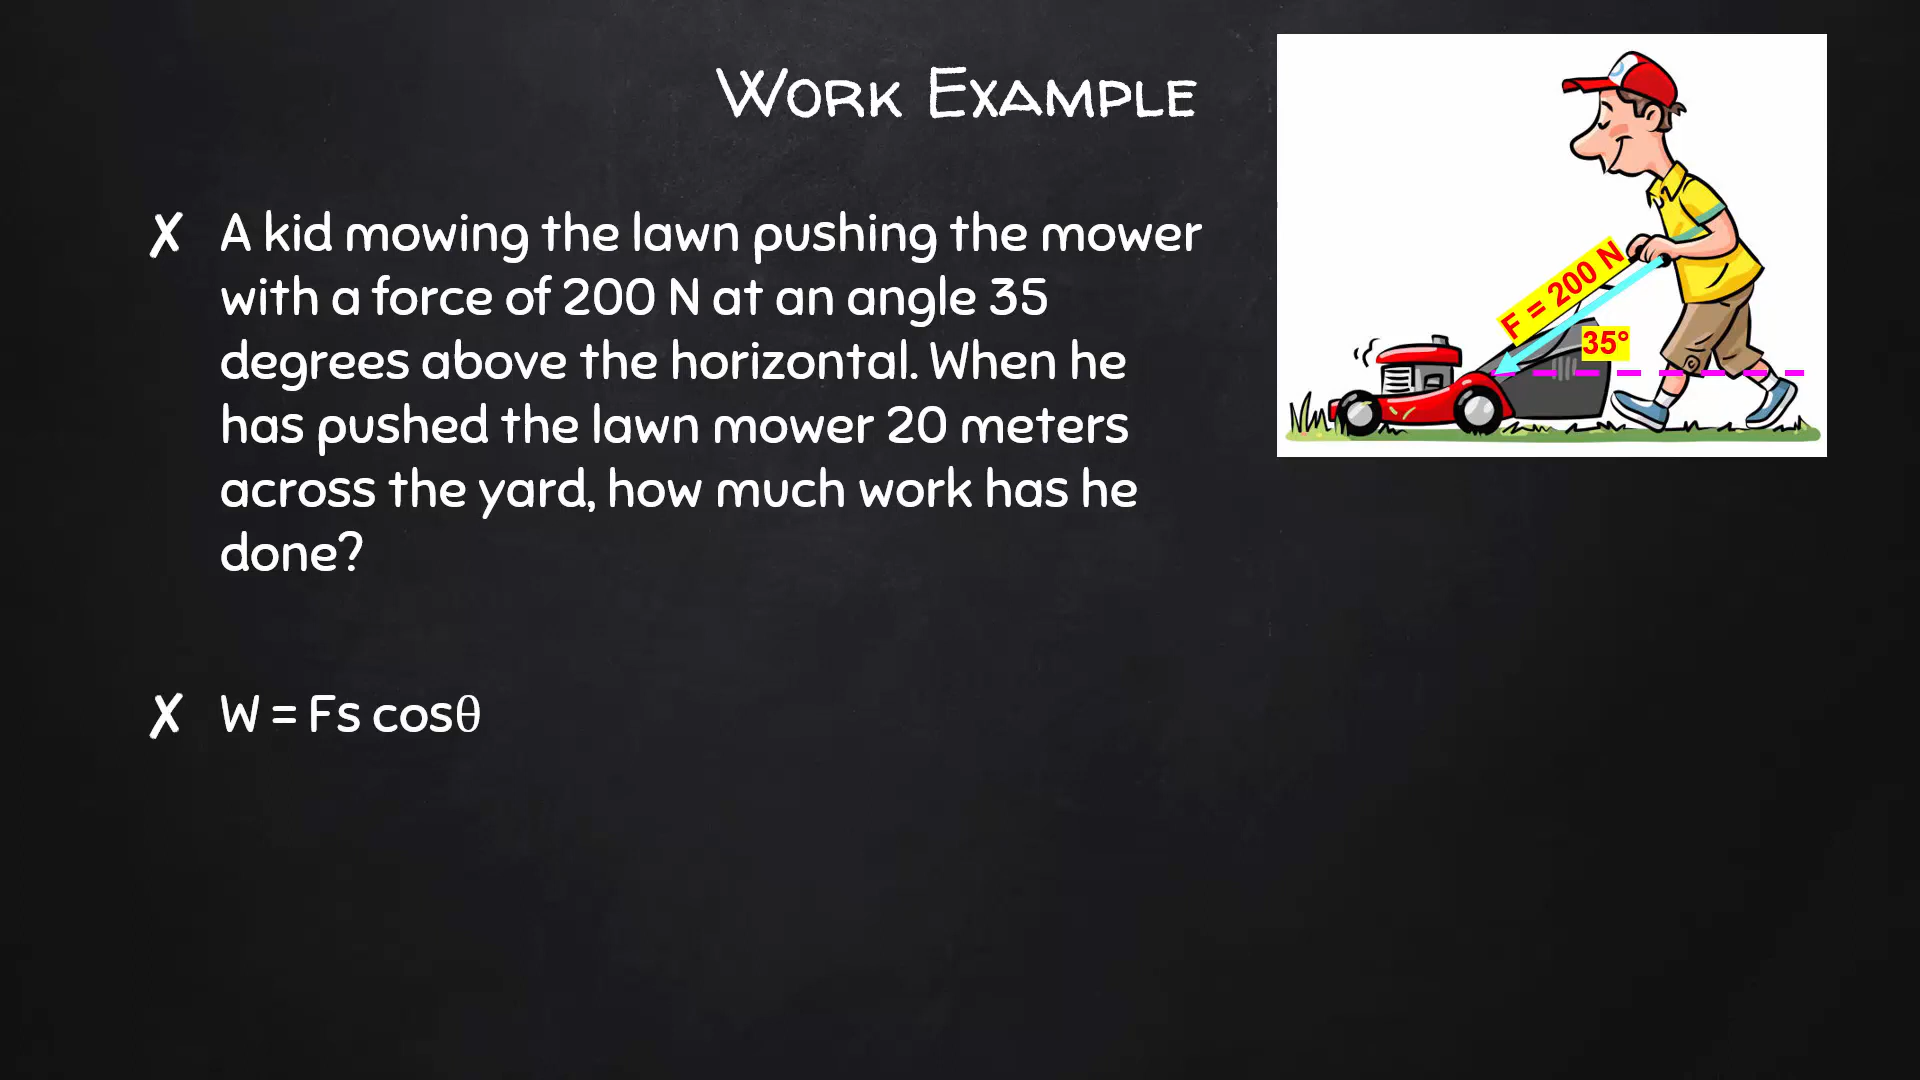 Work Example
✗ A kid mowing the lawn pushing the mower
with a force of 200 N at an angle 35
degrees above the horizontal. When he
has pushed the lawn mower 20 meters
across the yard, how much work has he
done?
✗ W = Fs cosθ
F = 200 N
35°